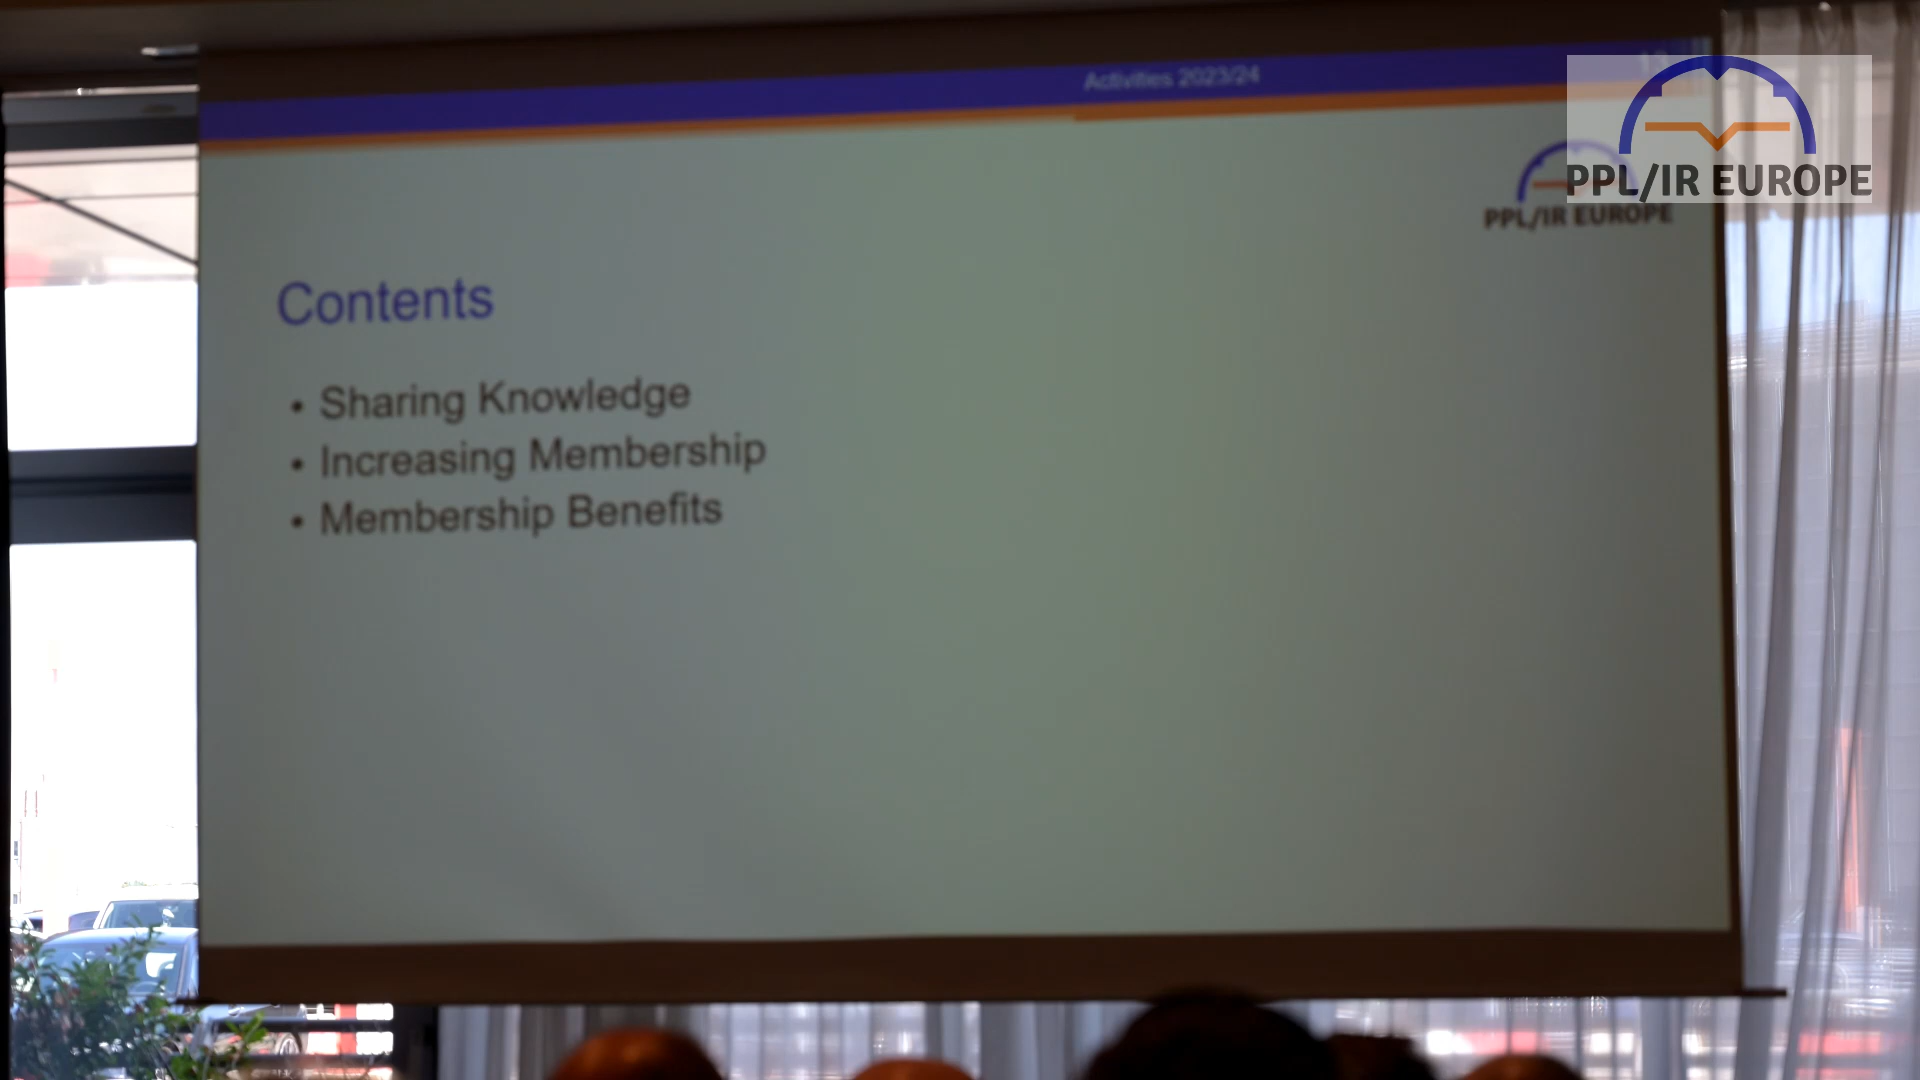 Activities 2023/24
PPL/IR EUROPE
PPL/IR EUROPE
Contents
• Sharing Knowledge
• Increasing Membership
• Membership Benefits